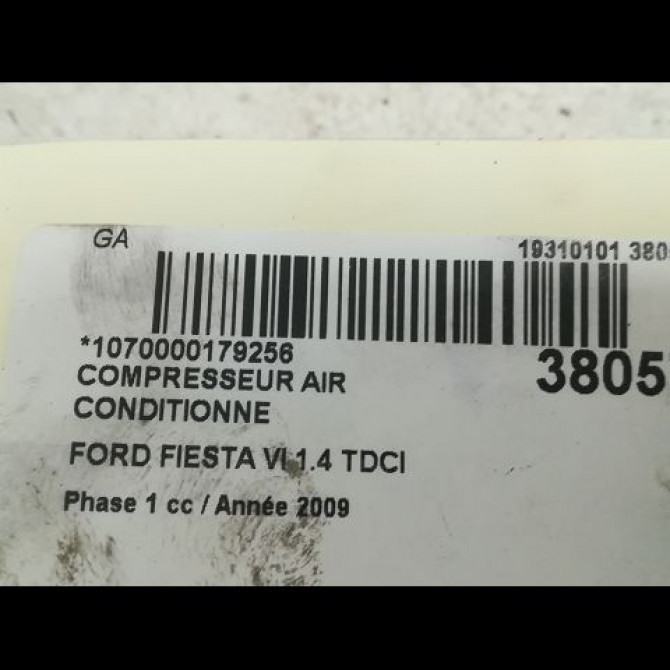 GA
19310101 380
*1070000179256
3805
COMPRESSEUR AIR
CONDITIONNE
FORD FIESTA VI 1.4 TDCI
Phase 1 cc / Année 2009